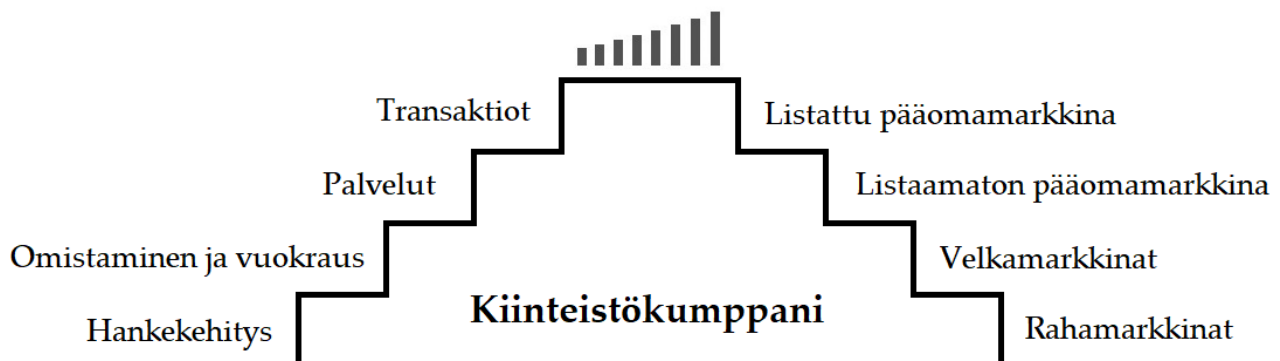 Transaktiot
Listattu pääomamarkkina
Palvelut
Listaamaton pääomamarkkina
Omistaminen ja vuokraus
Velkamarkkinat
Kiinteistökumppani
Hankekehitys
Rahamarkkinat